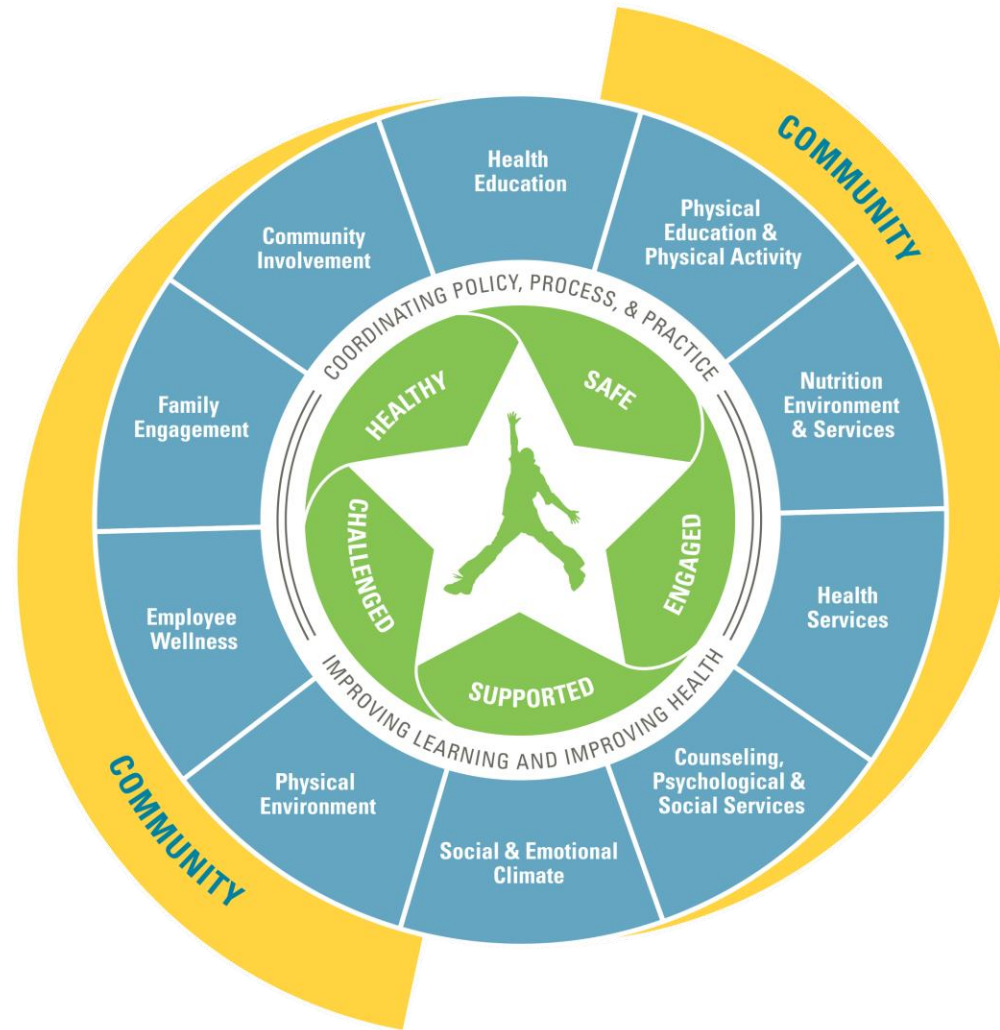 COMMUNITY
Health
Education
Physical
Education &
Physical Activity
Nutrition
Environment
& Services
Health
Services
Counseling,
Psychological &
Social Services
Social & Emotional
Climate
Physical
Environment
Employee
Wellness
Family
Engagement
Community
Involvement
COMMUNITY
COORDINATING POLICY, PROCESS, & PRACTICE
IMPROVING LEARNING AND IMPROVING HEALTH
HEALTHY
SAFE
ENGAGED
SUPPORTED
CHALLENGED